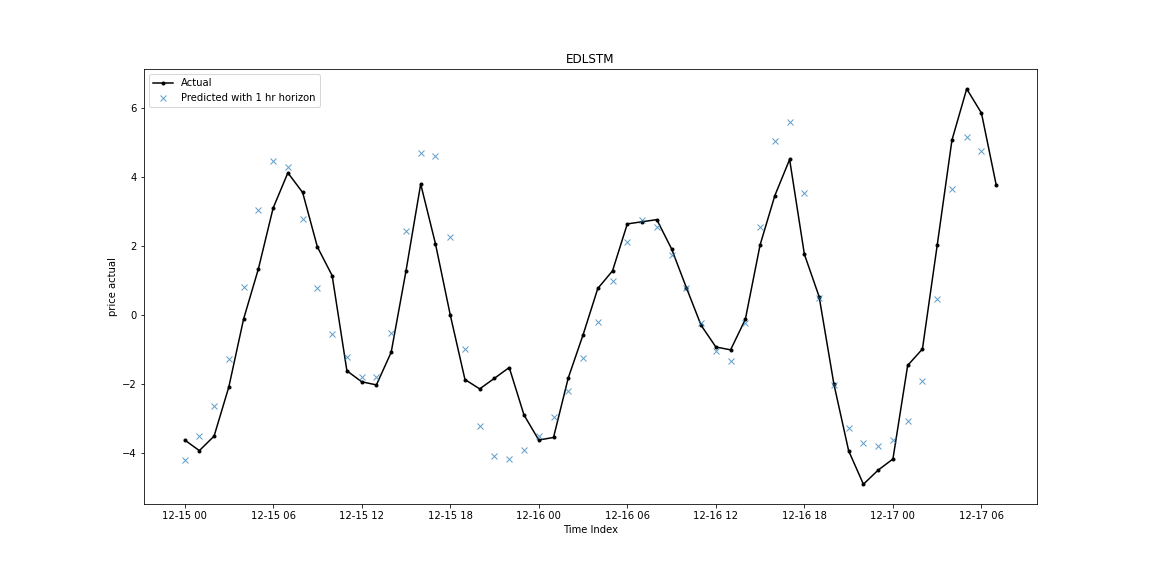 EDLSTM
Actual
Predicted with 1 hr horizon
price actual
6
4
2
0
−2
−4
12-15 00 12-15 06 12-15 12 12-15 18 12-16 00 12-16 06 12-16 12 12-16 18 12-17 00 12-17 06
Time Index